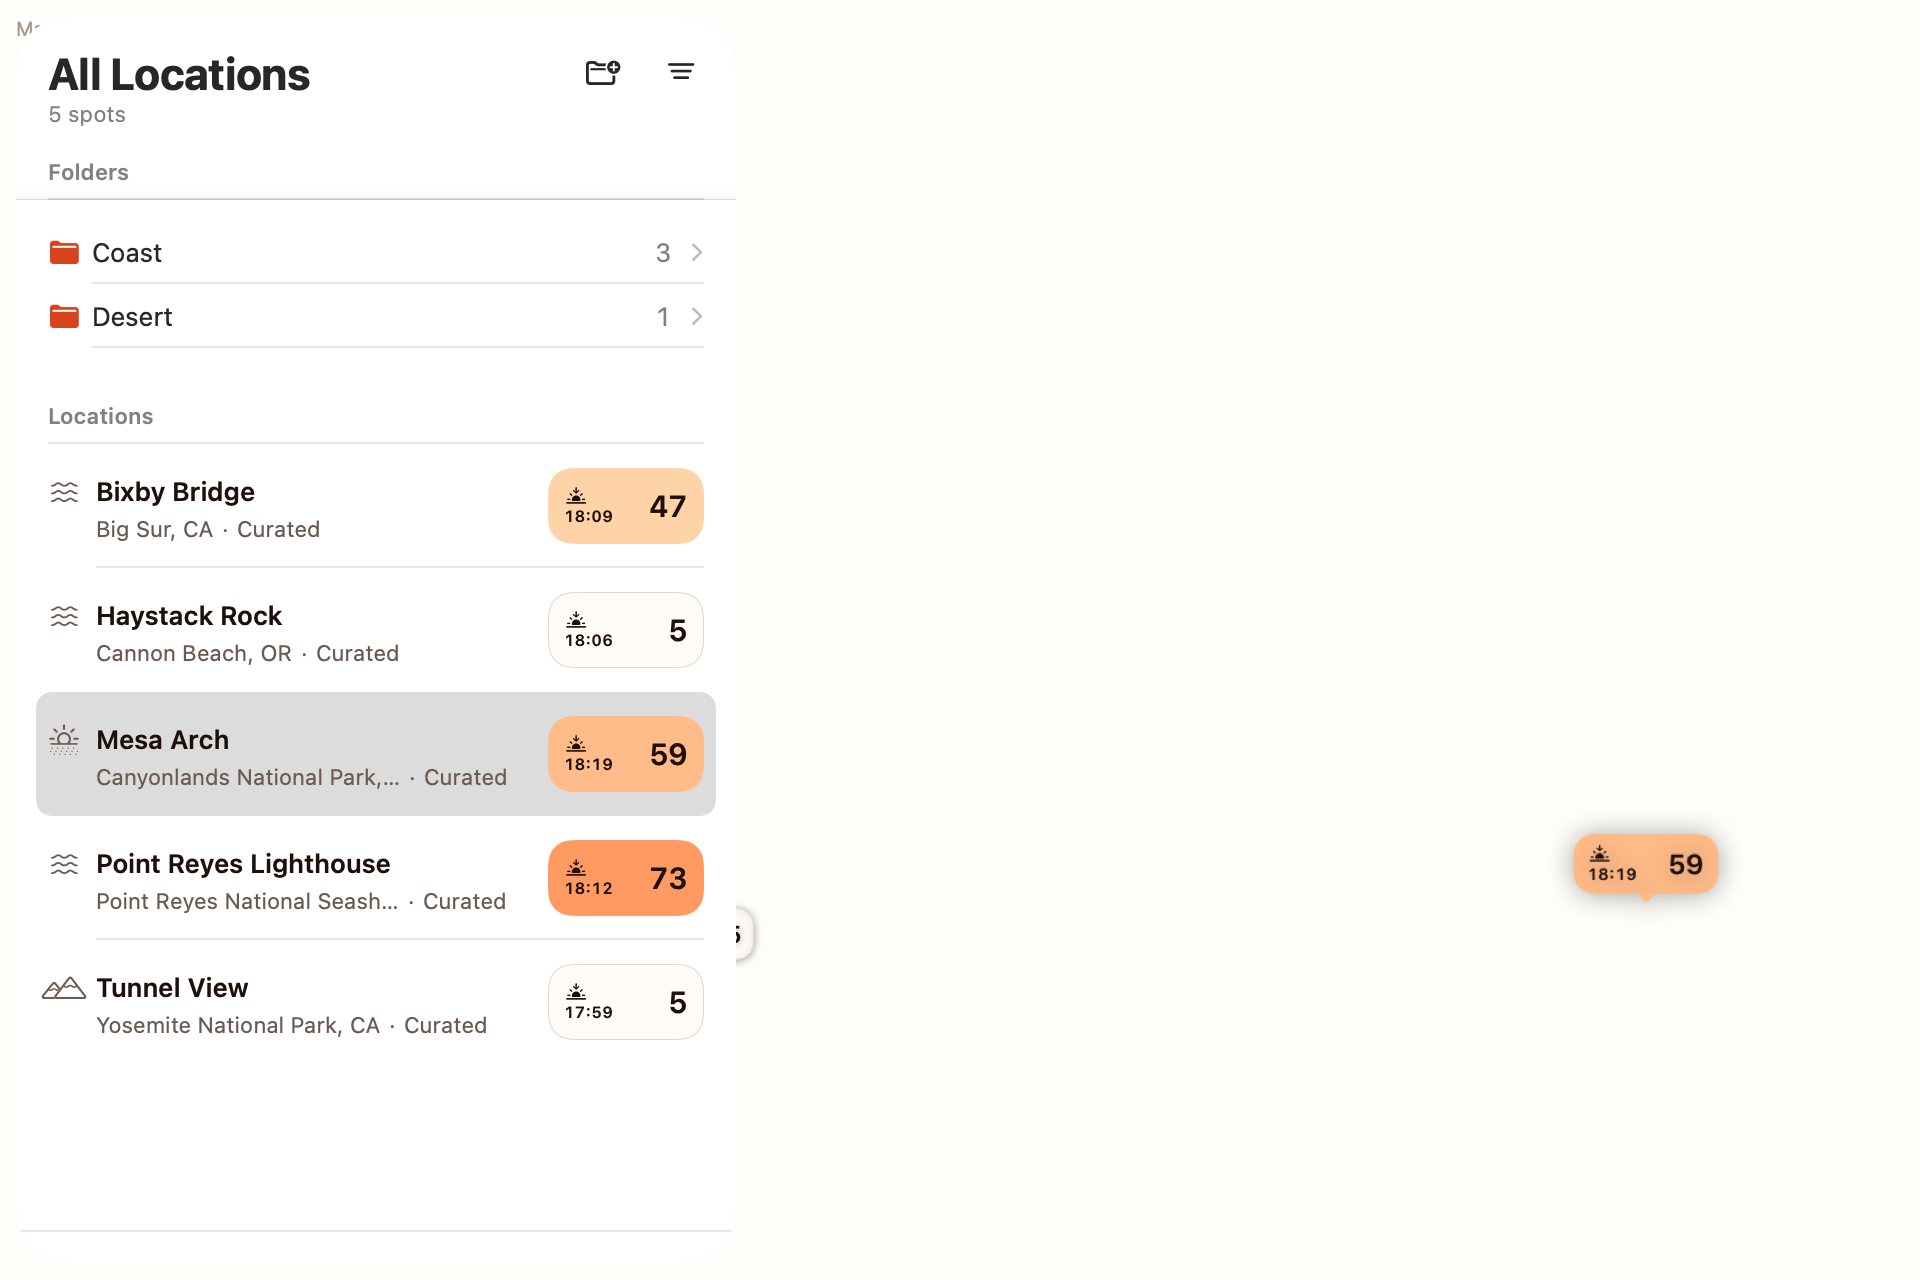 All Locations
5 spots
Folders
Coast 3
Desert 1
Locations
Bixby Bridge
Big Sur, CA · Curated
18:09 47
Haystack Rock
Cannon Beach, OR · Curated
18:06 5
Mesa Arch
Canyonlands National Park,... · Curated
18:19 59
Point Reyes Lighthouse
Point Reyes National Seash... · Curated
18:12 73
Tunnel View
Yosemite National Park, CA · Curated
17:59 5
18:19 59